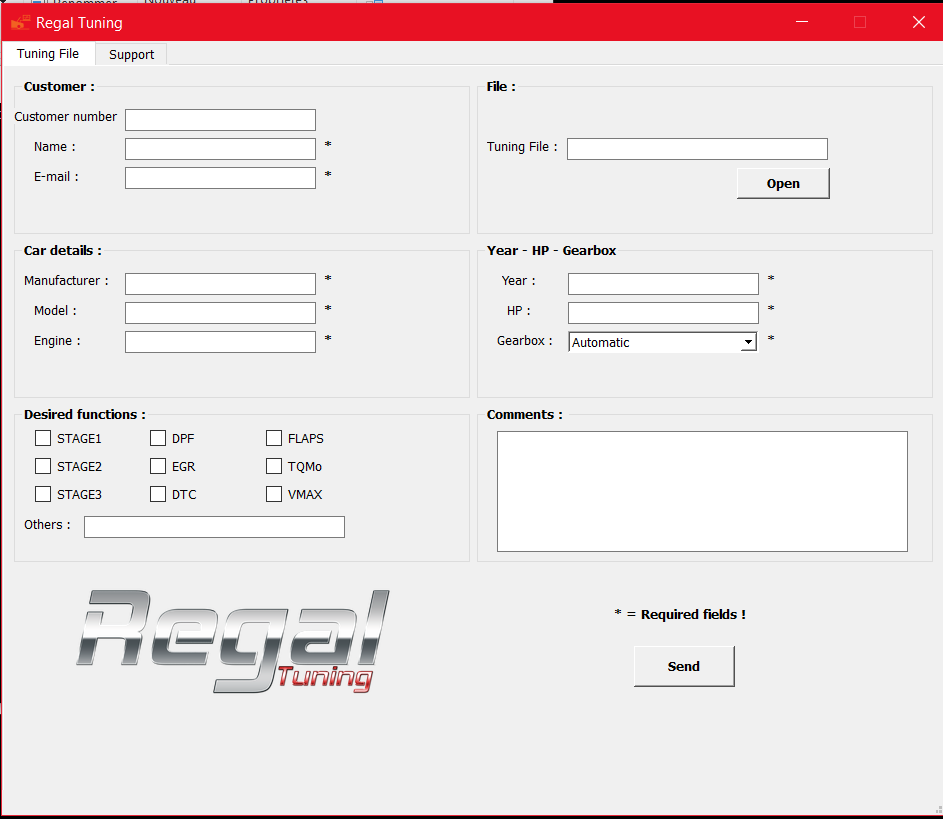 Regal Tuning
Tuning File
Support
Customer :
Customer number
Name :
*
E-mail :
*
File :
Tuning File :
Open
Car details :
Manufacturer :
*
Model :
*
Engine :
*
Year - HP - Gearbox
Year :
*
HP :
*
Gearbox :
Automatic
*
Desired functions :
STAGE1
DPF
FLAPS
STAGE2
EGR
TQMo
STAGE3
DTC
VMAX
Others :
Comments :
Regal
Tuning
* = Required fields !
Send